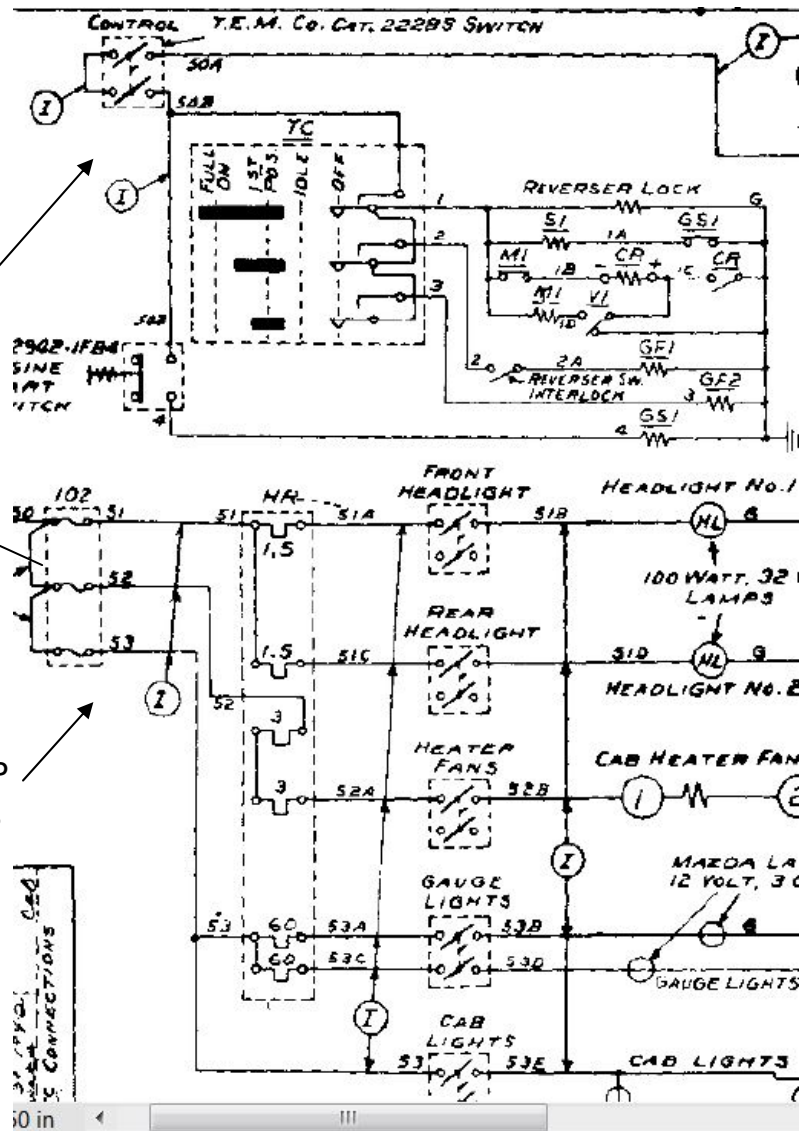 CONTROL
T.E.M. CO. CAT. 22285 SWITCH
I
I
50A
50B
TC
I
FULL ON
1ST POS
IDLE
OFF
REVERSER LOCK
1
G
S1
1A
GS1
2
M1
1B
- CR +
1C
CR
3
M1
1D
V1
50B
SWITCH
2
2A
GF1
REVERSER SW.
INTERLOCK
3
GF2
4
4
GS1
102
HR
FRONT
HEADLIGHT
HEADLIGHT NO.1
50
51
51
51A
51B
HL
G
1.5
52
100 WATT, 32
LAMPS
REAR
HEADLIGHT
53
1.5
51C
51D
HL
G
I
52
HEADLIGHT NO.2
3
HEATER
FANS
CAB HEATER FAN
3
52A
52B
1
2
I
MAZDA LA
12 VOLT, 3 C
GAUGE
LIGHTS
53
60
53A
53B
G
60
53C
53D
GAUGE LIGHTS
I
CAB
LIGHTS
53
53E
CAB LIGHTS
CONNECTIONS
50 in